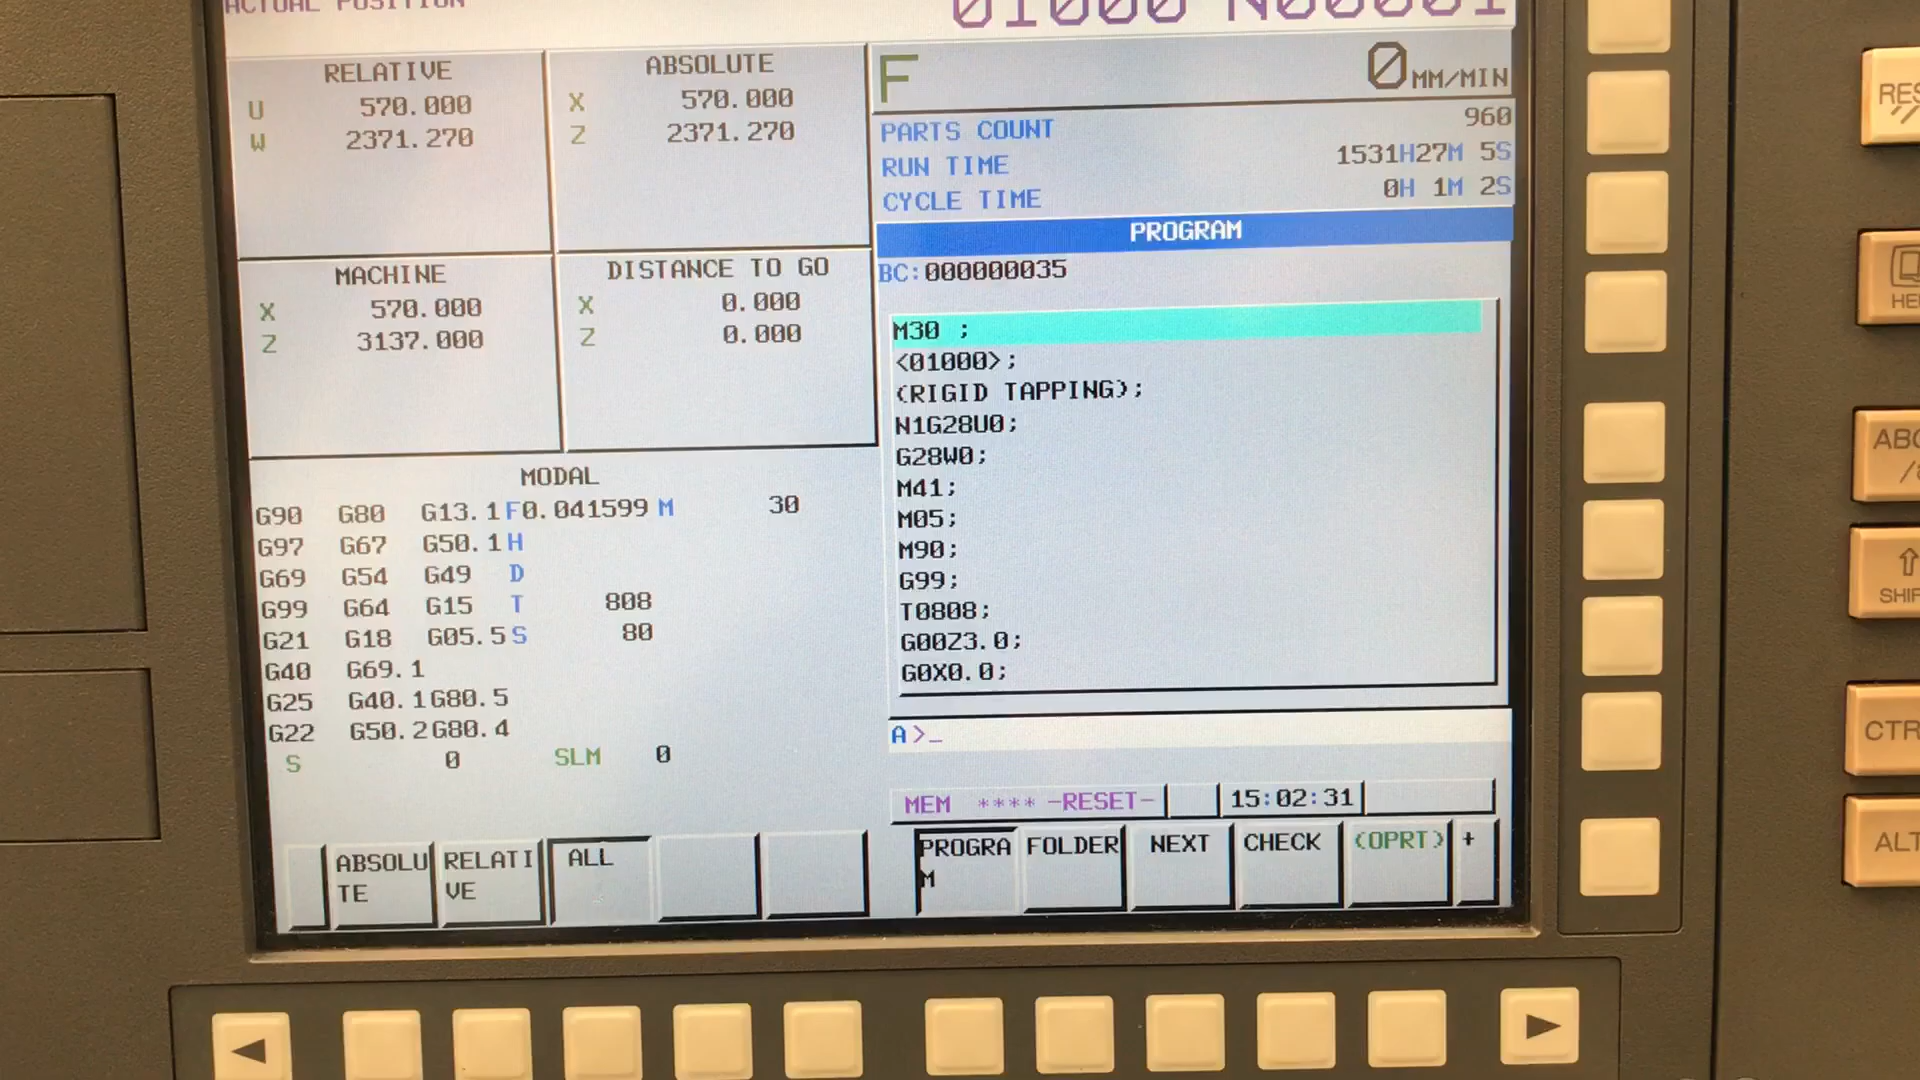 ACTUAL POSITION
O1000 N00001
RELATIVE
U 570.000
W 2371.270
ABSOLUTE
X 570.000
Z 2371.270
MACHINE
X 570.000
Z 3137.000
DISTANCE TO GO
X 0.000
Z 0.000
F 0 MM/MIN
PARTS COUNT 960
RUN TIME 1531H27M 5S
CYCLE TIME 0H 1M 2S
PROGRAM
BC:000000035
M30 ;
<O1000>;
(RIGID TAPPING);
N1G28U0;
G28W0;
M41;
M05;
M90;
G99;
T0808;
G00Z3.0;
G0X0.0;
A>_
MODAL
G90 G80 G13.1 F0.041599 M 30
G97 G67 G50.1 H
G69 G54 G49 D
G99 G64 G15 T 808
G21 G18 G05.5 S 80
G40 G69.1
G25 G40.1 G80.5
G22 G50.2 G80.4
S 0 SLM 0
MEM **** -RESET- 15:02:31
ABSOLUTE
RELATIVE
ALL
PROGRAM
FOLDER
NEXT
CHECK
(OPRT)
+
SHIF
CTR
ALT